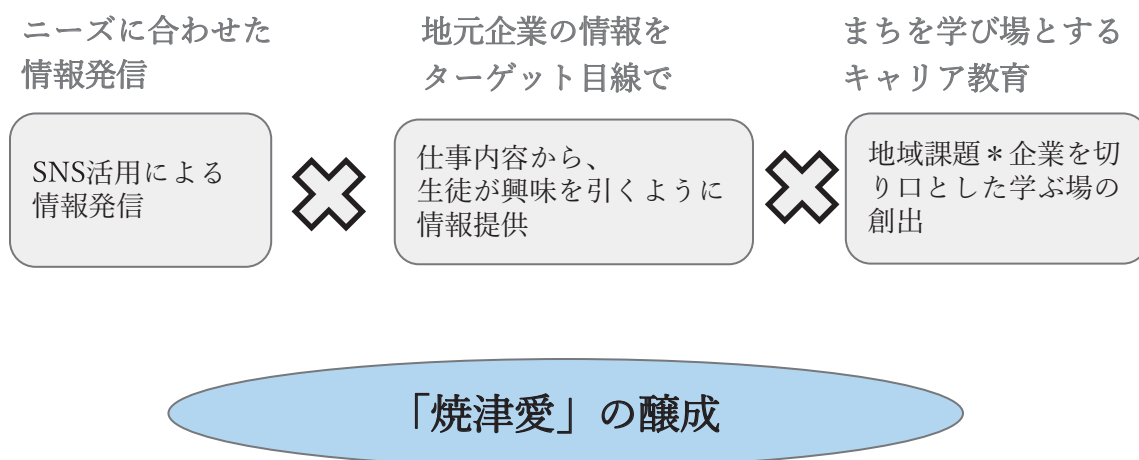 ニーズに合わせた
情報発信
地元企業の情報を
ターゲット目線で
まちを学び場とする
キャリア教育
SNS活用による
情報発信
仕事内容から、
生徒が興味を引くように
情報提供
地域課題＊企業を切
り口とした学ぶ場の
創出
「焼津愛」の醸成